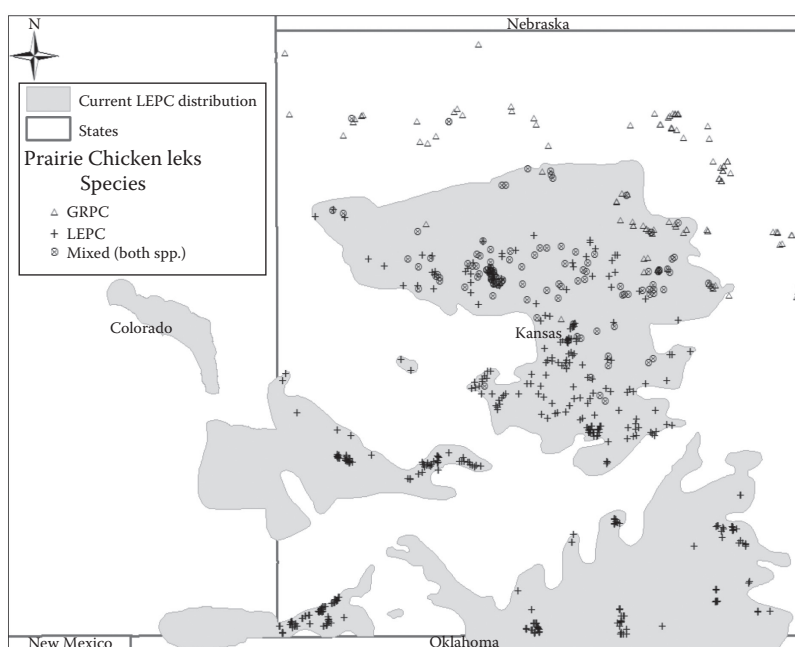 Nebraska
N
Current LEPC distribution
States
Prairie Chicken leks
Species
GRPC
LEPC
Mixed (both spp.)
Colorado
Kansas
New Mexico
Oklahoma